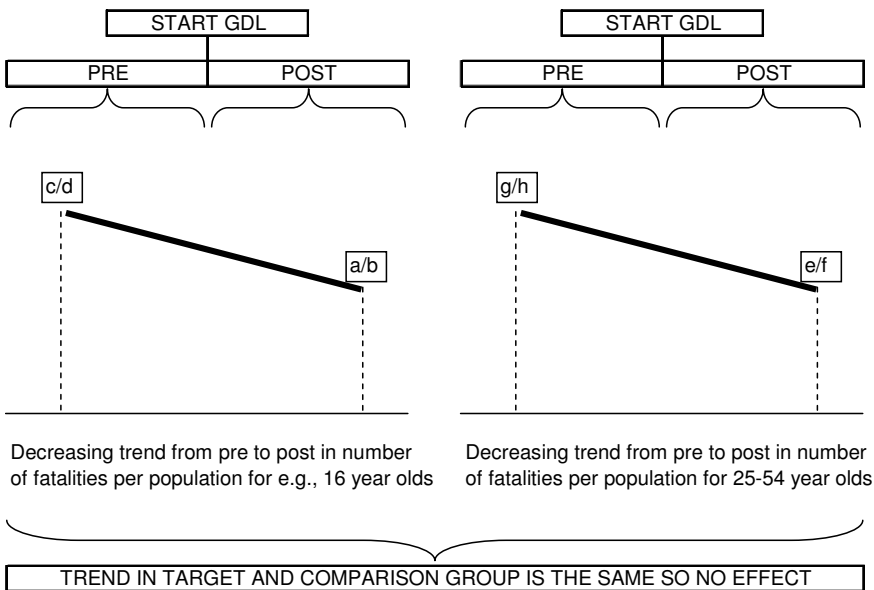 START GDL
PRE POST
c/d
a/b
Decreasing trend from pre to post in number
of fatalities per population for e.g., 16 year olds
START GDL
PRE POST
g/h
e/f
Decreasing trend from pre to post in number
of fatalities per population for 25-54 year olds
TREND IN TARGET AND COMPARISON GROUP IS THE SAME SO NO EFFECT